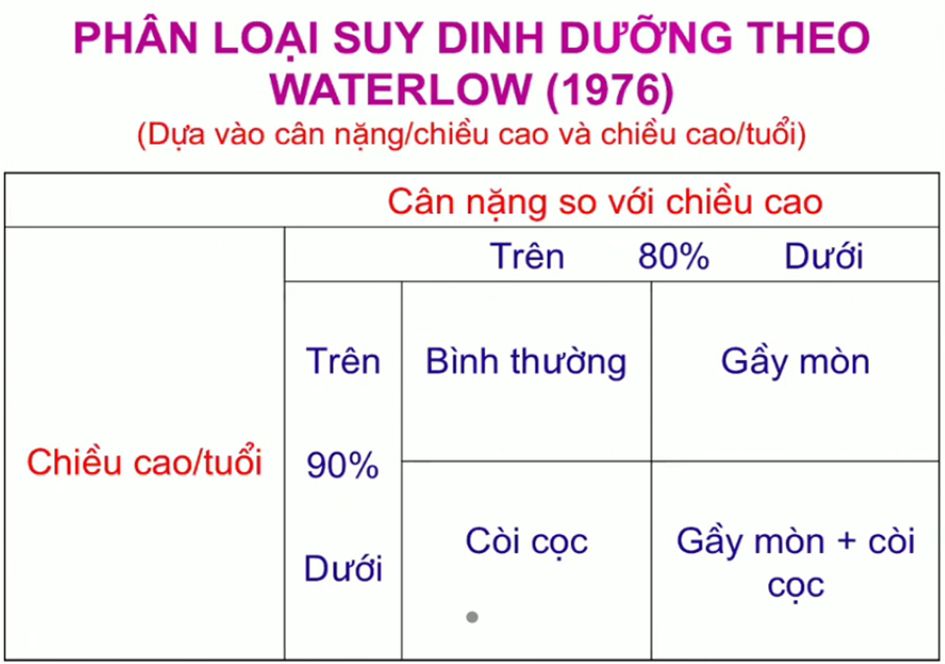 PHÂN LOẠI SUY DINH DƯỠNG THEO
WATERLOW (1976)
(Dựa vào cân nặng/chiều cao và chiều cao/tuổi)
Cân nặng so với chiều cao
Trên 80% Dưới
Trên Bình thường Gầy mòn
Chiều cao/tuổi 90%
Còi cọc Gầy mòn + còi
cọc
Dưới